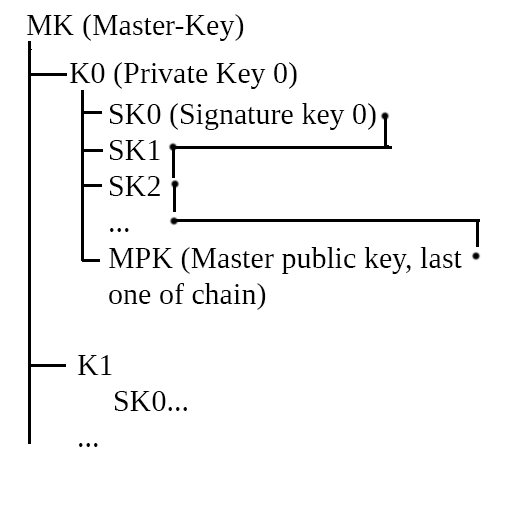 MK (Master-Key)
K0 (Private Key 0)
SK0 (Signature key 0)
SK1
SK2
...
MPK (Master public key, last
one of chain)
K1
SK0...
...